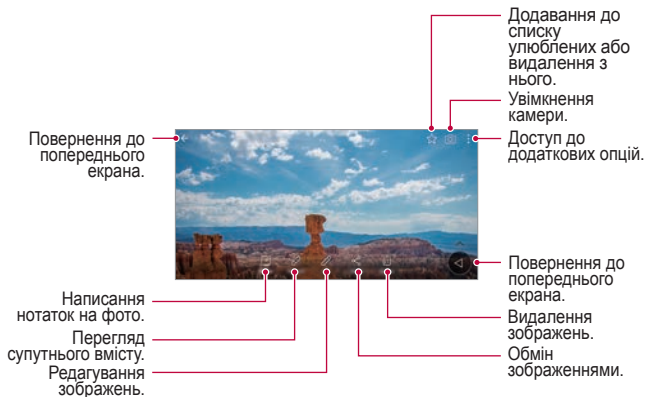 Додавання до
списку
улюблених або
видалення з
нього.
Увімкнення
камери.
Доступ до
додаткових опцій.
Повернення до
попереднього
екрана.
Повернення до
попереднього
екрана.
Написання
нотаток на фото.
Перегляд
супутнього вмісту.
Редагування
зображень.
Видалення
зображень.
Обмін
зображеннями.